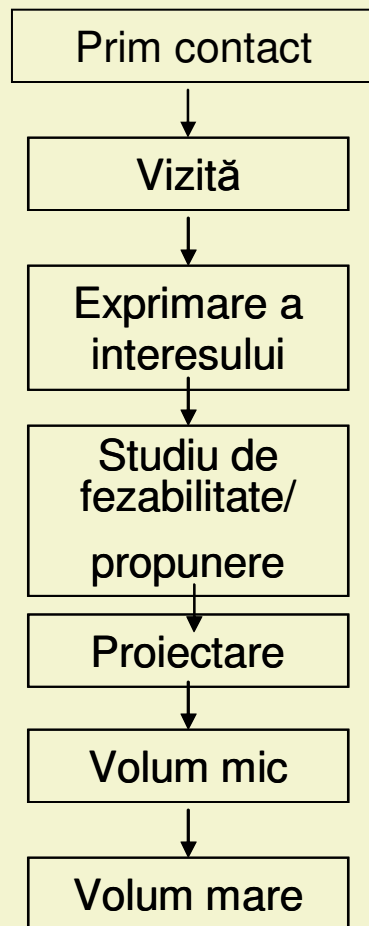 Prim contact
Vizită
Exprimare a
interesului
Studiu de
fezabilitate/
propunere
Proiectare
Volum mic
Volum mare